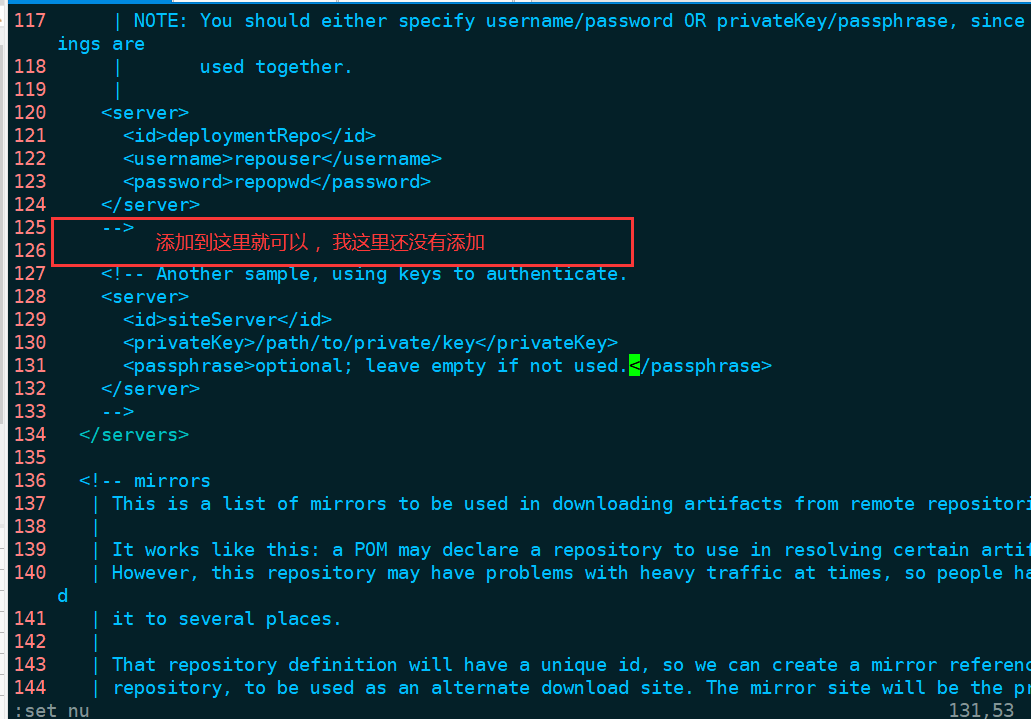 117      | NOTE: You should either specify username/password OR privateKey/passphrase, since
ings are
118      |       used together.
119      |
120     <server>
121       <id>deploymentRepo</id>
122       <username>repouser</username>
123       <password>repopwd</password>
124     </server>
125     -->
添加到这里就可以，我这里还没有添加
126
127     <!-- Another sample, using keys to authenticate.
128     <server>
129       <id>siteServer</id>
130       <privateKey>/path/to/private/key</privateKey>
131       <passphrase>optional; leave empty if not used.</passphrase>
132     </server>
133     -->
134   </servers>
135
136   <!-- mirrors
137    | This is a list of mirrors to be used in downloading artifacts from remote repositori
138    |
139    | It works like this: a POM may declare a repository to use in resolving certain artif
140    | However, this repository may have problems with heavy traffic at times, so people ha
d
141    | it to several places.
142    |
143    | That repository definition will have a unique id, so we can create a mirror referenc
144    | repository, to be used as an alternate download site. The mirror site will be the pr
:set nu 131,53